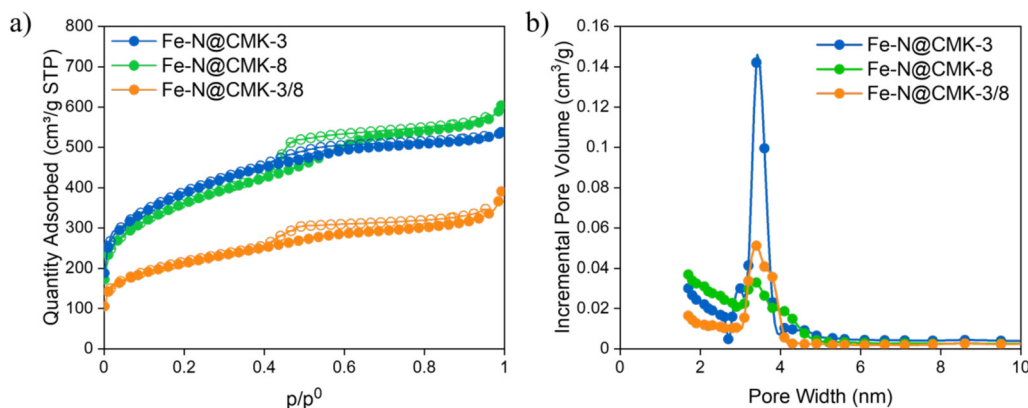 a)
Quantity Adsorbed (cm³/g STP)
800
700
600
500
400
300
200
100
0
Fe-N@CMK-3
Fe-N@CMK-8
Fe-N@CMK-3/8
0.0 0.2 0.4 0.6 0.8 1
p/p⁰
b)
Incremental Pore Volume (cm³/g)
0.16
0.14
0.12
0.1
0.08
0.06
0.04
0.02
0
Fe-N@CMK-3
Fe-N@CMK-8
Fe-N@CMK-3/8
0 2 4 6 8 10
Pore Width (nm)